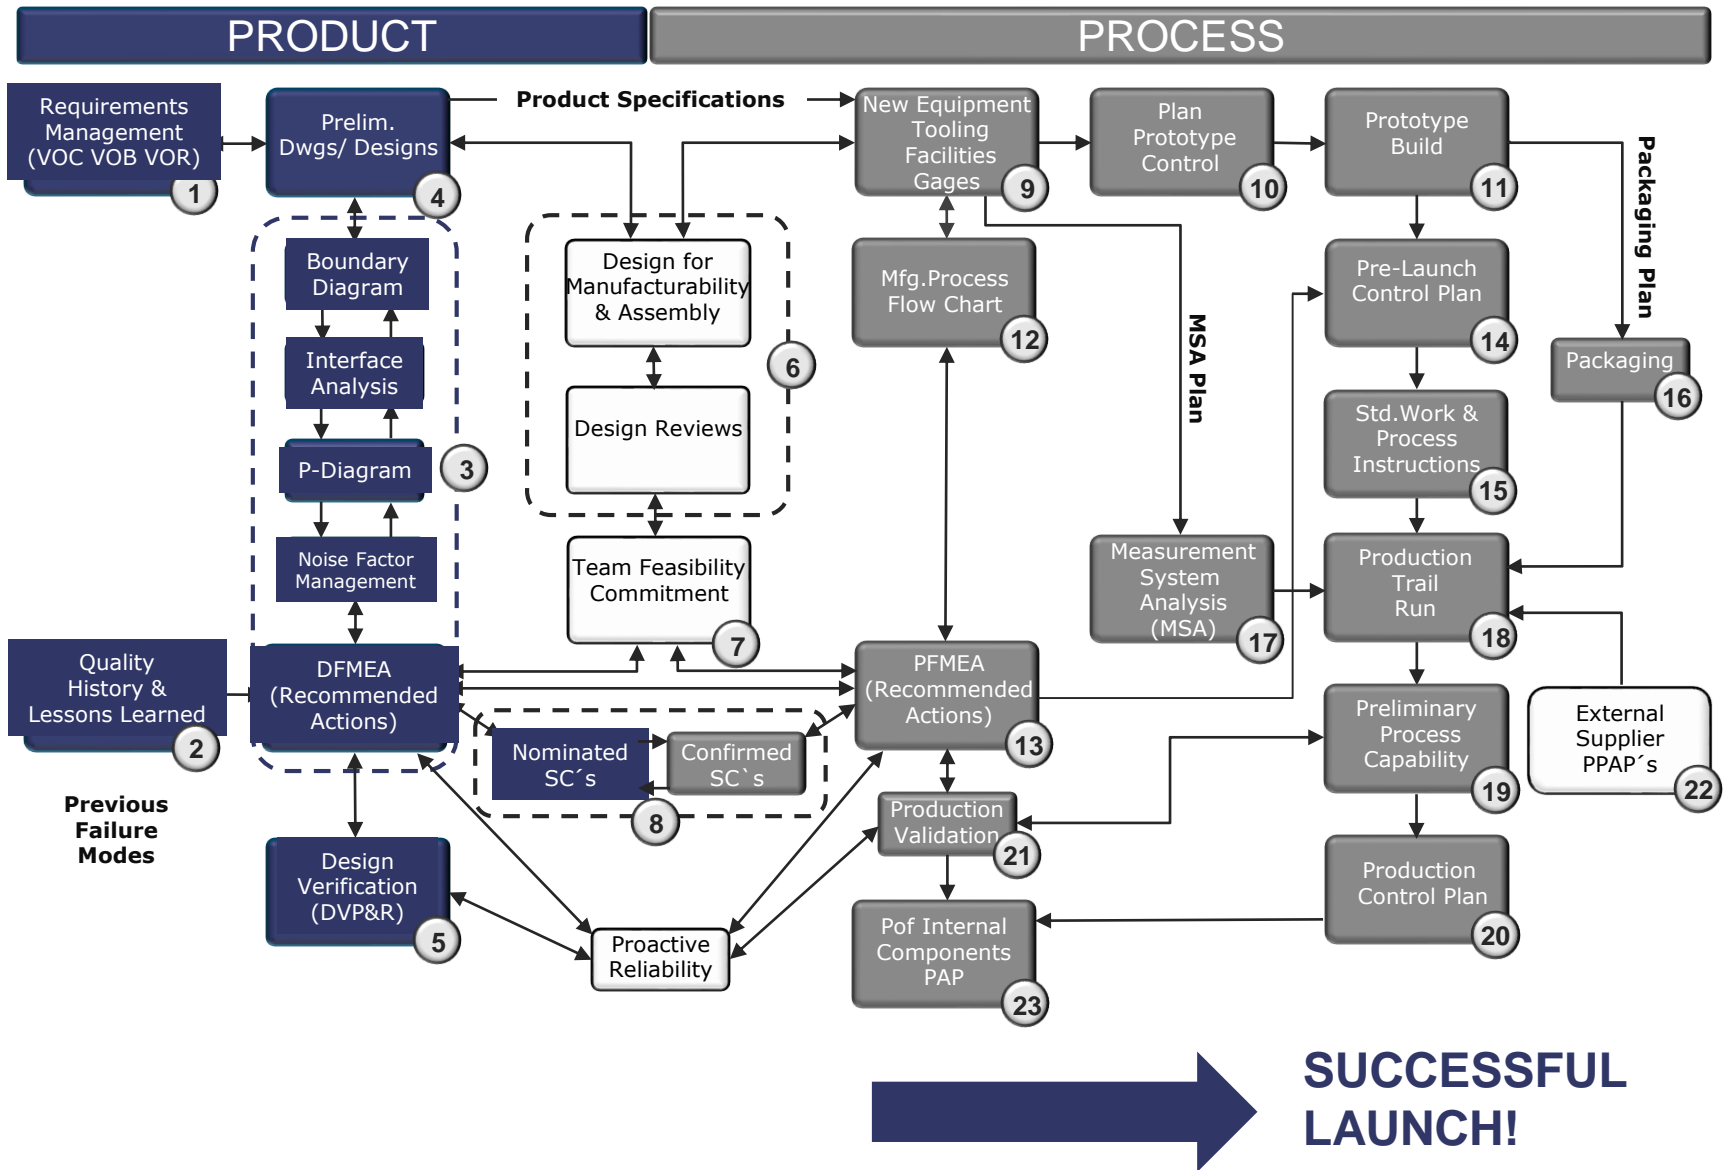 PRODUCT
PROCESS
Requirements
Management
(VOC VOB VOR)
1
Prelim.
Dwgs/ Designs
4
Product Specifications
New Equipment
Tooling
Facilities
Gages
9
Plan
Prototype
Control
10
Prototype
Build
11
Packaging Plan
Boundary
Diagram
Interface
Analysis
P-Diagram
3
Noise Factor
Management
Design for
Manufacturability
& Assembly
6
Design Reviews
Team Feasibility
Commitment
7
Mfg.Process
Flow Chart
12
MSA Plan
Pre-Launch
Control Plan
14
Packaging
16
Std.Work &
Process
Instructions
15
Measurement
System
Analysis
(MSA)
17
Production
Trail
Run
18
Quality
History &
Lessons Learned
2
Previous
Failure
Modes
DFMEA
(Recommended
Actions)
Nominated
SC´s
Confirmed
SC`s
8
PFMEA
(Recommended
Actions)
13
Preliminary
Process
Capability
19
External
Supplier
PPAP´s
22
Production
Validation
21
Design
Verification
(DVP&R)
5
Proactive
Reliability
Pof Internal
Components
PAP
23
Production
Control Plan
20
SUCCESSFUL
LAUNCH!